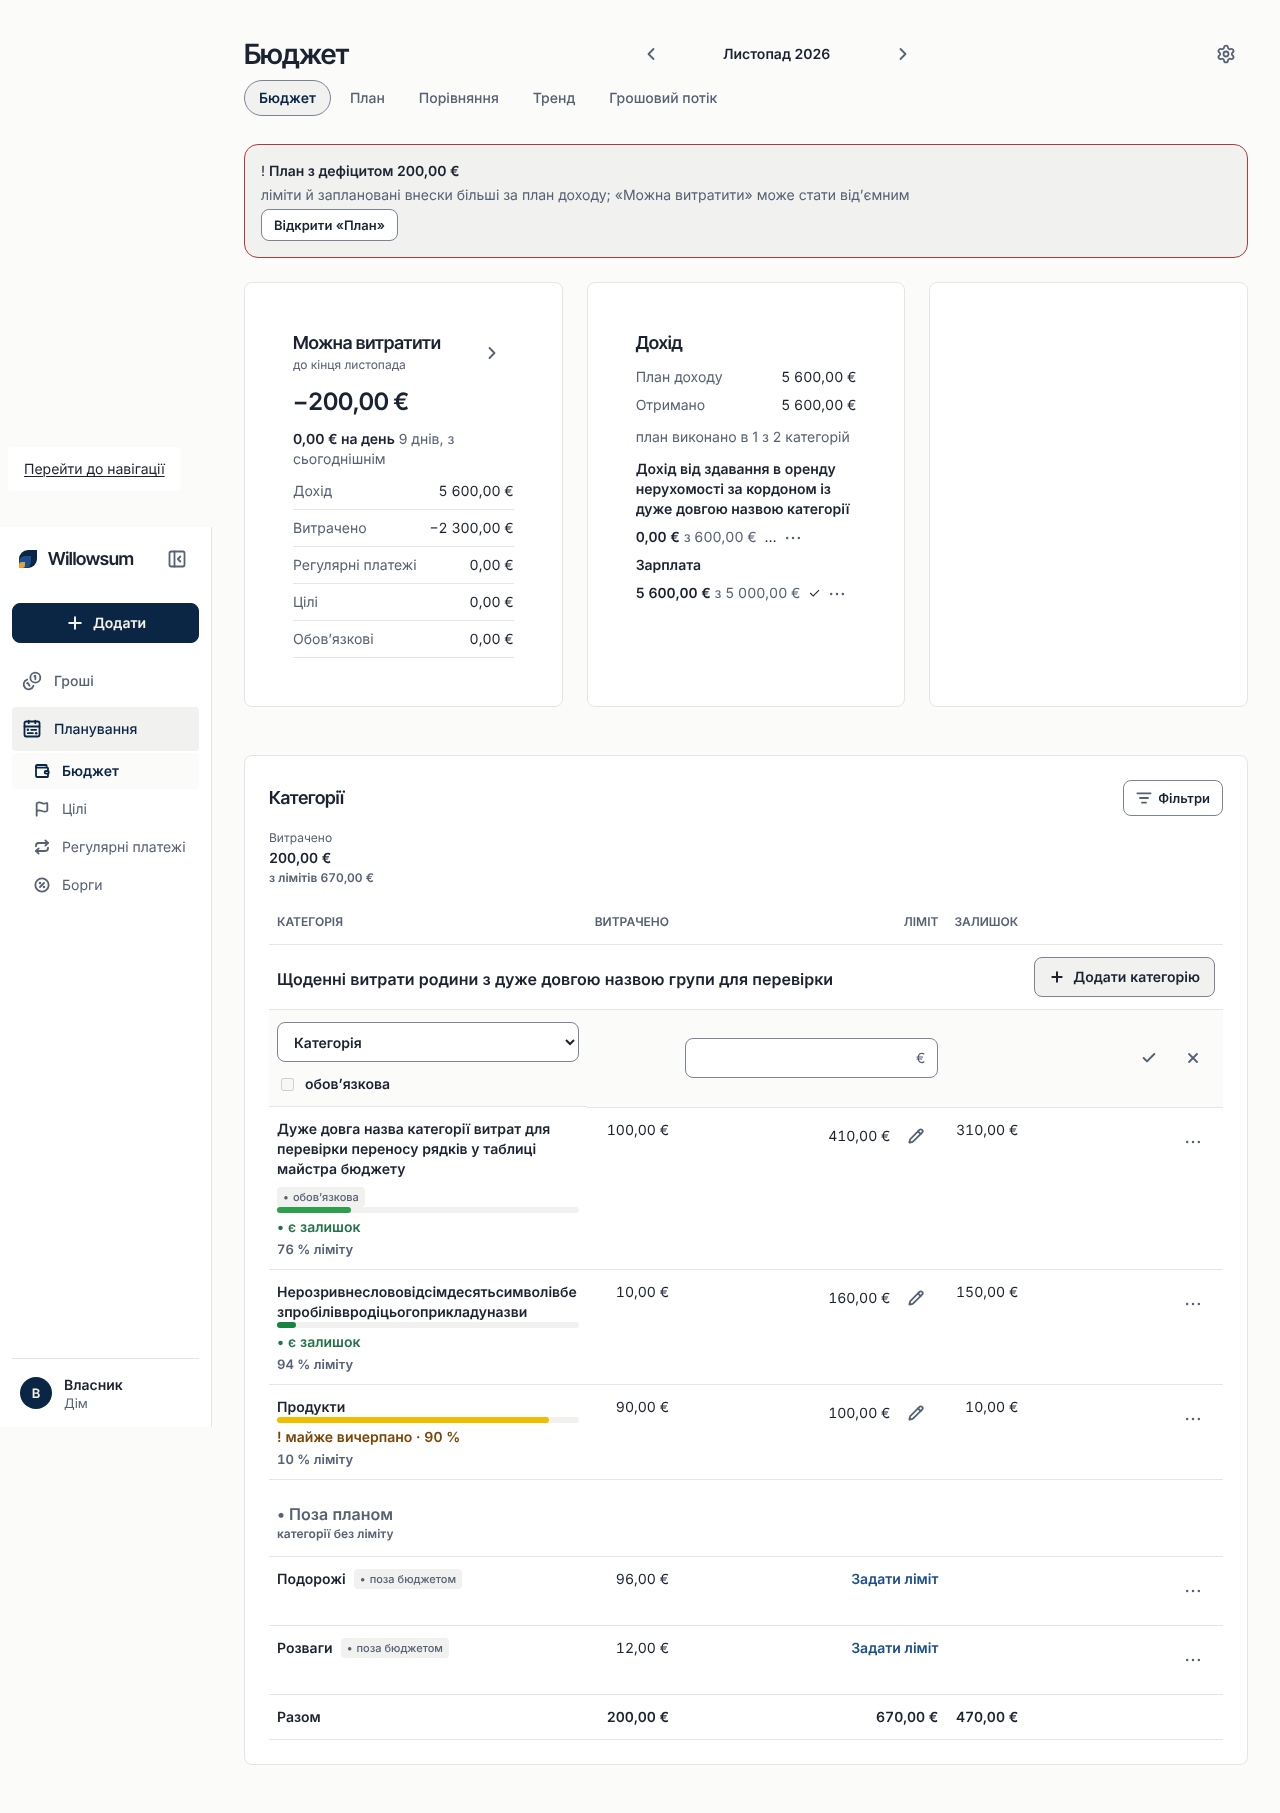 Бюджет
Листопад 2026
Бюджет План Порівняння Тренд Грошовий потік
! План з дефіцитом 200,00 €
ліміти й заплановані внески більші за план доходу; «Можна витратити» може стати від’ємним
Відкрити «План»
Можна витратити
до кінця листопада
−200,00 €
0,00 € на день 9 днів, з
сьогоднішнім
Дохід 5 600,00 €
Витрачено −2 300,00 €
Регулярні платежі 0,00 €
Цілі 0,00 €
Обов’язкові 0,00 €
Дохід
План доходу 5 600,00 €
Отримано 5 600,00 €
план виконано в 1 з 2 категорій
Дохід від здавання в оренду
нерухомості за кордоном із
дуже довгою назвою категорії
0,00 € з 600,00 € ... ...
Зарплата
5 600,00 € з 5 000,00 € ✓ ...
Перейти до навігації
Willowsum
+ Додати
Гроші
Планування
Бюджет
Цілі
Регулярні платежі
Борги
В
Власник
Дім
Категорії
Фільтри
Витрачено
200,00 €
з лімітів 670,00 €
КАТЕГОРІЯ ВИТРАЧЕНО ЛІМІТ ЗАЛИШОК
Щоденні витрати родини з дуже довгою назвою групи для перевірки
+ Додати категорію
Категорія
€
обов’язкова
Дуже довга назва категорії витрат для
перевірки переносу рядків у таблиці
майстра бюджету
100,00 € 410,00 € 310,00 €
• обов’язкова
• є залишок
76 % ліміту
Нерозривнеслововідсімдесятьсимволівбе
зпробіліввродіцьогоприкладуназви
10,00 € 160,00 € 150,00 €
• є залишок
94 % ліміту
Продукти 90,00 € 100,00 € 10,00 €
! майже вичерпано · 90 %
10 % ліміту
• Поза планом
категорії без ліміту
Подорожі • поза бюджетом 96,00 € Задати ліміт
Розваги • поза бюджетом 12,00 € Задати ліміт
Разом 200,00 € 670,00 € 470,00 €